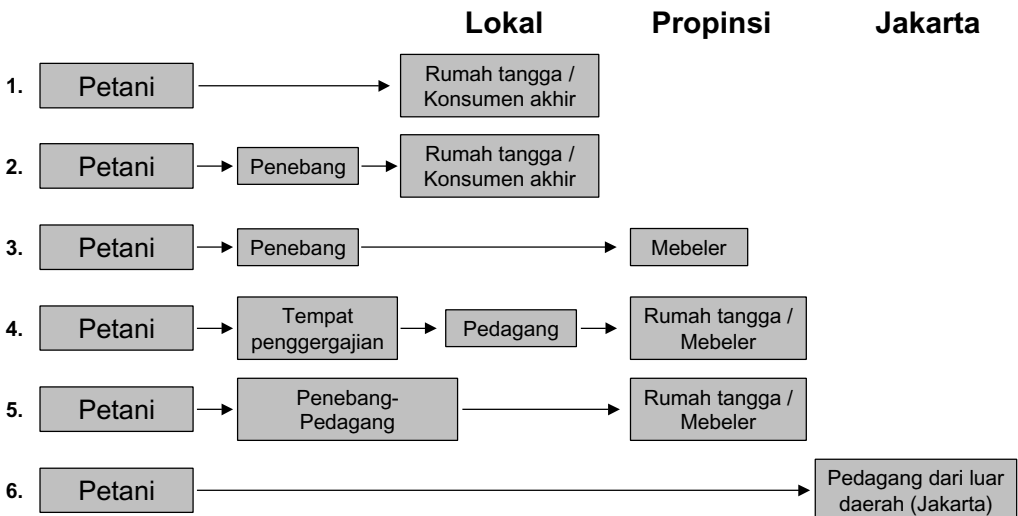 Lokal Propinsi Jakarta
1. Petani Rumah tangga /
Konsumen akhir
2. Petani Penebang Rumah tangga /
Konsumen akhir
3. Petani Penebang Mebeler
4. Petani Tempat
penggergajian Pedagang Rumah tangga /
Mebeler
5. Petani Penebang-
Pedagang Rumah tangga /
Mebeler
6. Petani Pedagang dari luar
daerah (Jakarta)